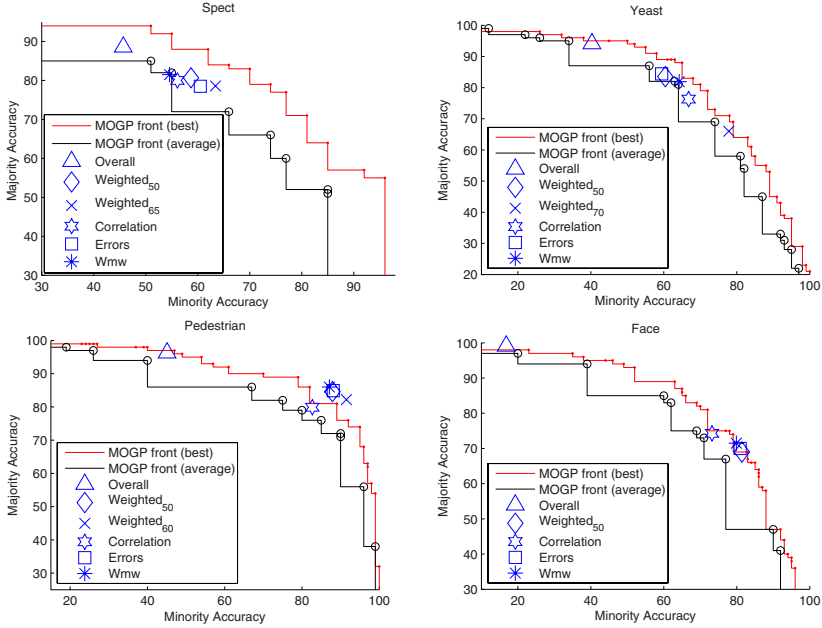 Spect
Majority Accuracy
100
90
80
70
60
50
40
30
MOGP front (best)
MOGP front (average)
Overall
Weighted50
Weighted65
Correlation
Errors
Wmw
30 40 50 60 70 80 90
Minority Accuracy
Yeast
Majority Accuracy
100
90
80
70
60
50
40
30
20
MOGP front (best)
MOGP front (average)
Overall
Weighted50
Weighted70
Correlation
Errors
Wmw
20 40 60 80 100
Minority Accuracy
Pedestrian
Majority Accuracy
100
90
80
70
60
50
40
30
MOGP front (best)
MOGP front (average)
Overall
Weighted50
Weighted60
Correlation
Errors
Wmw
20 40 60 80 100
Minority Accuracy
Face
Majority Accuracy
100
90
80
70
60
50
40
30
MOGP front (best)
MOGP front (average)
Overall
Weighted50
Correlation
Errors
Wmw
20 40 60 80 100
Minority Accuracy